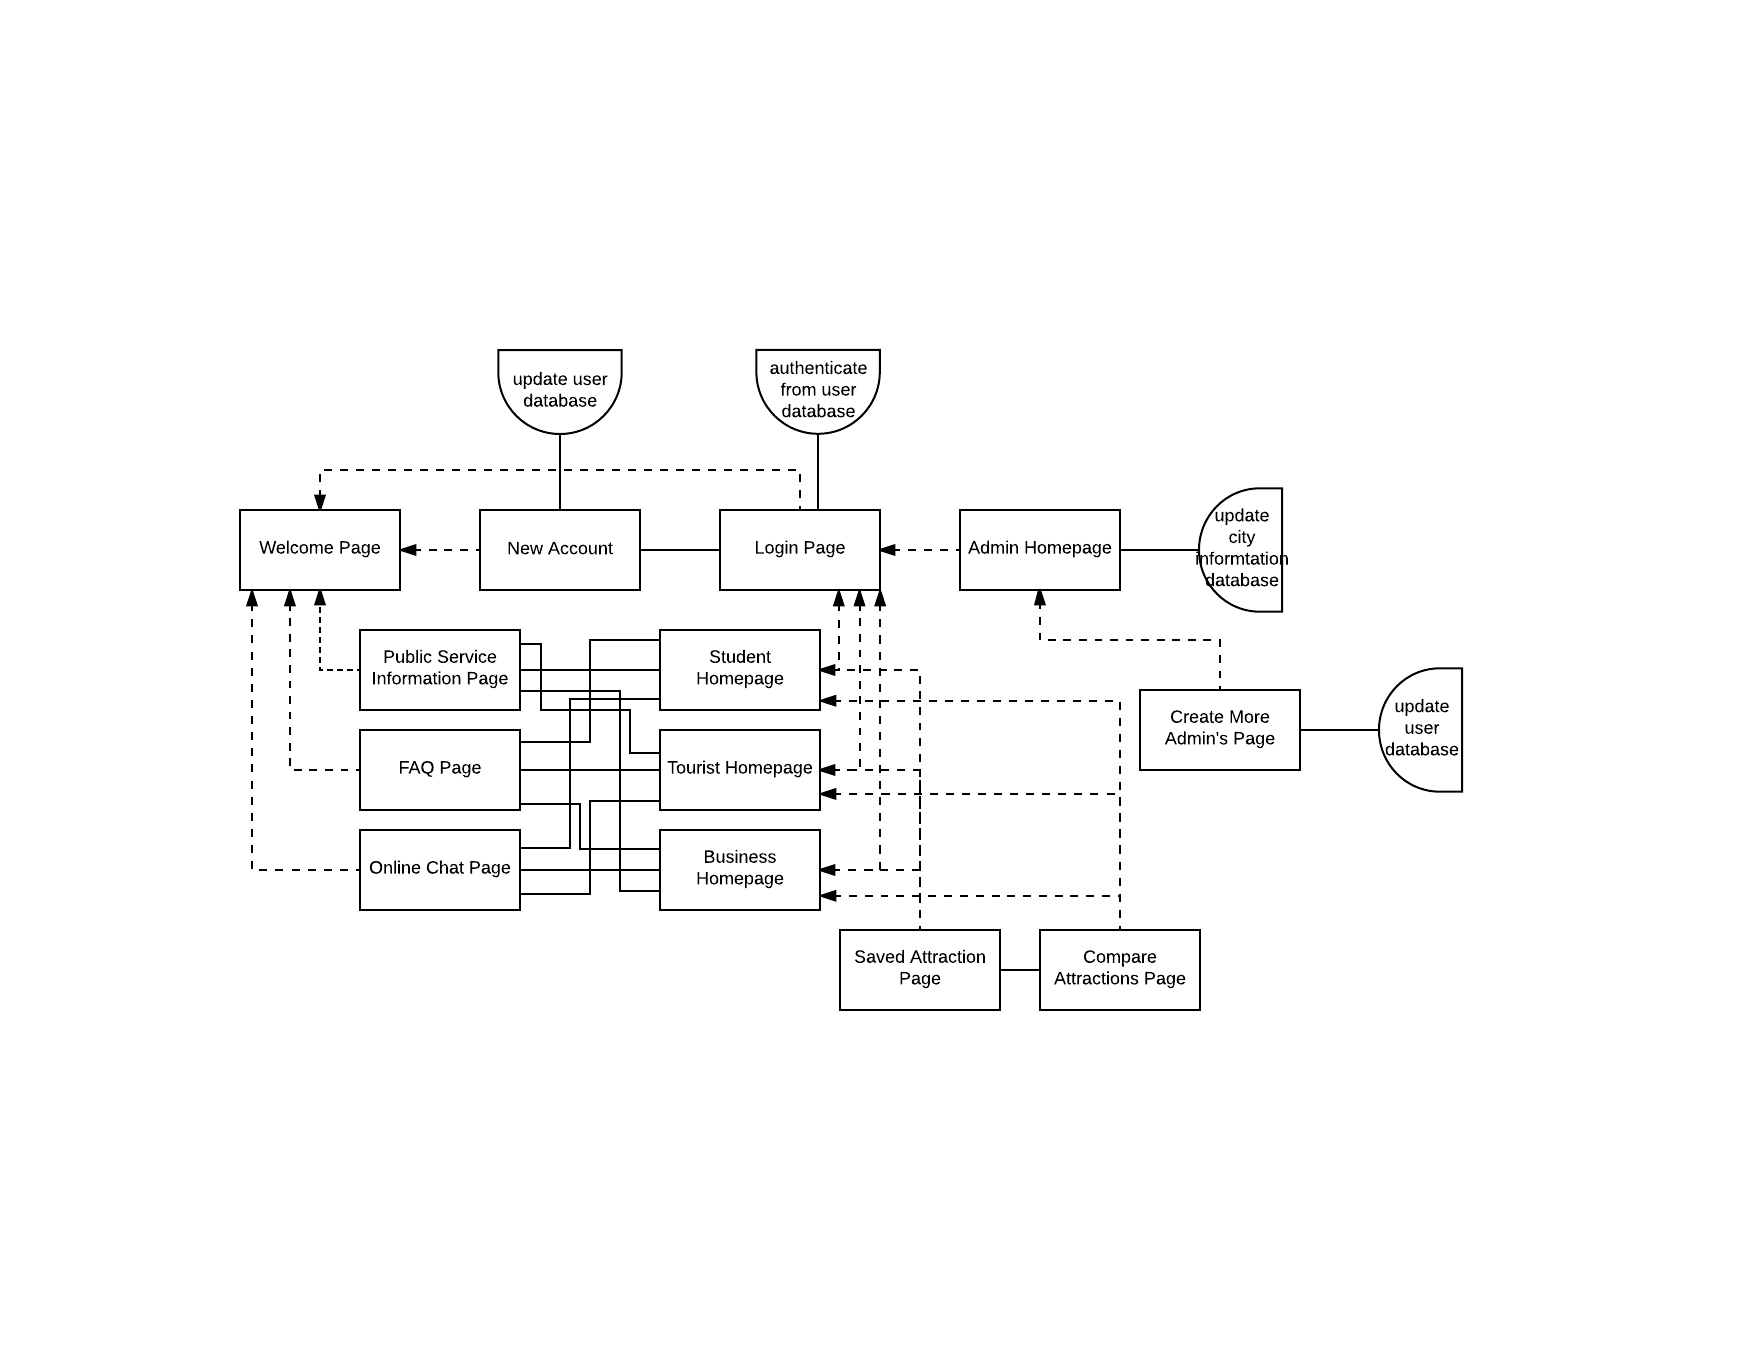 update user
database
authenticate
from user
database
Welcome Page
New Account
Login Page
Admin Homepage
update
city
informtation
database
Public Service
Information Page
Student
Homepage
Create More
Admin's Page
update
user
database
FAQ Page
Tourist Homepage
Online Chat Page
Business
Homepage
Saved Attraction
Page
Compare
Attractions Page